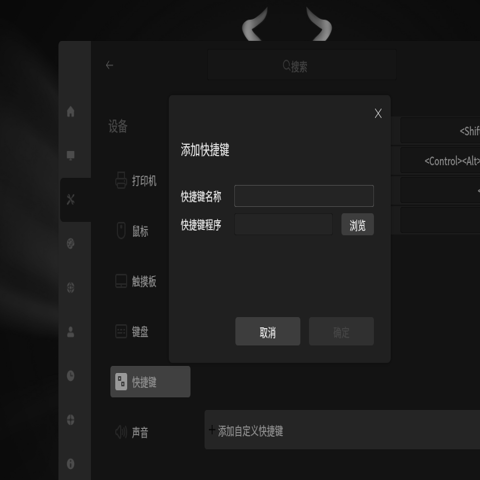 搜索
设备
打印机
鼠标
触摸板
键盘
快捷键
声音
X
添加快捷键
快捷键名称
快捷键程序
浏览
取消
确定
<Shif
<Control><Alt>
<
+ 添加自定义快捷键